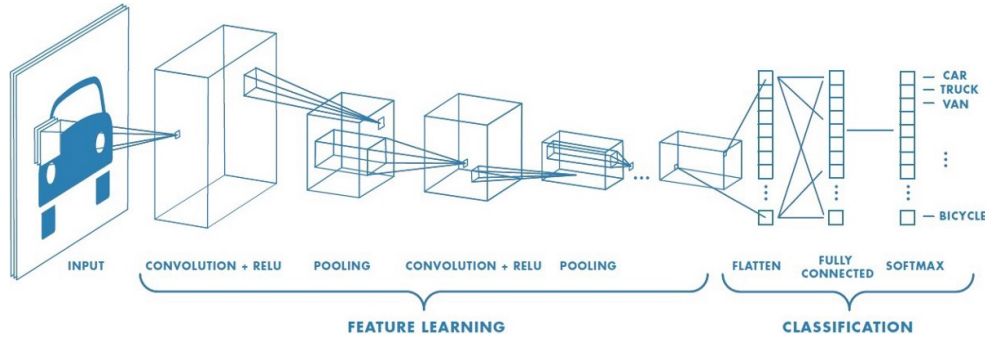 CAR
TRUCK
VAN
BICYCLE
INPUT
CONVOLUTION + RELU
POOLING
CONVOLUTION + RELU
POOLING
FLATTEN
FULLY
CONNECTED
SOFTMAX
FEATURE LEARNING
CLASSIFICATION